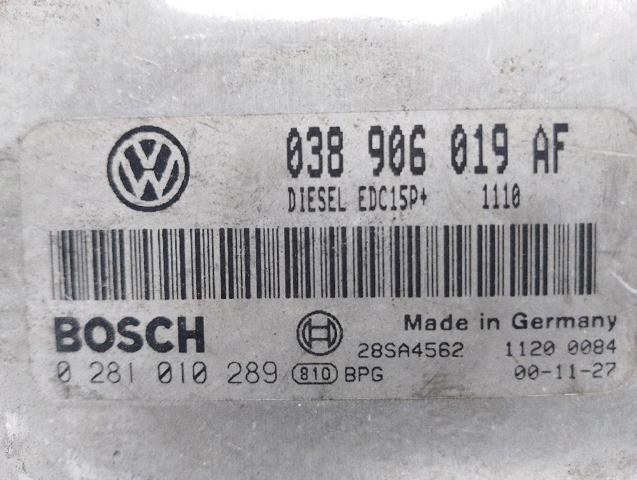 038 906 019 AF
DIESEL EDC15P+ 1110
BOSCH Made in Germany
28SA4562 1120 0084
0 281 010 289 810 BPG 00-11-27